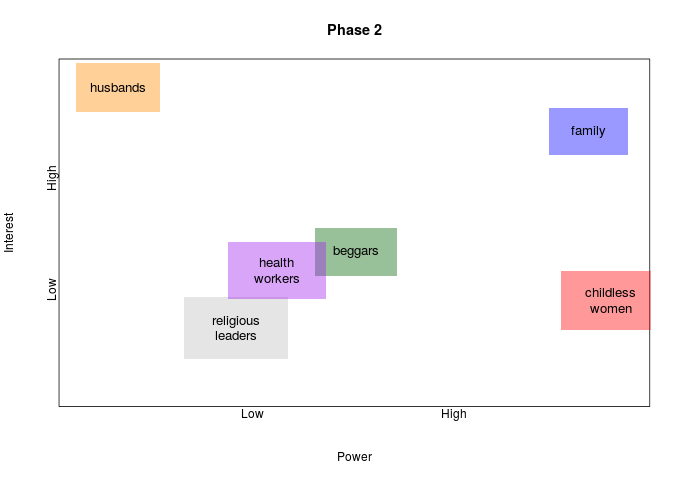 Phase 2
husbands
family
High
Interest
beggars
health
workers
Low
childless
women
religious
leaders
Low
High
Power